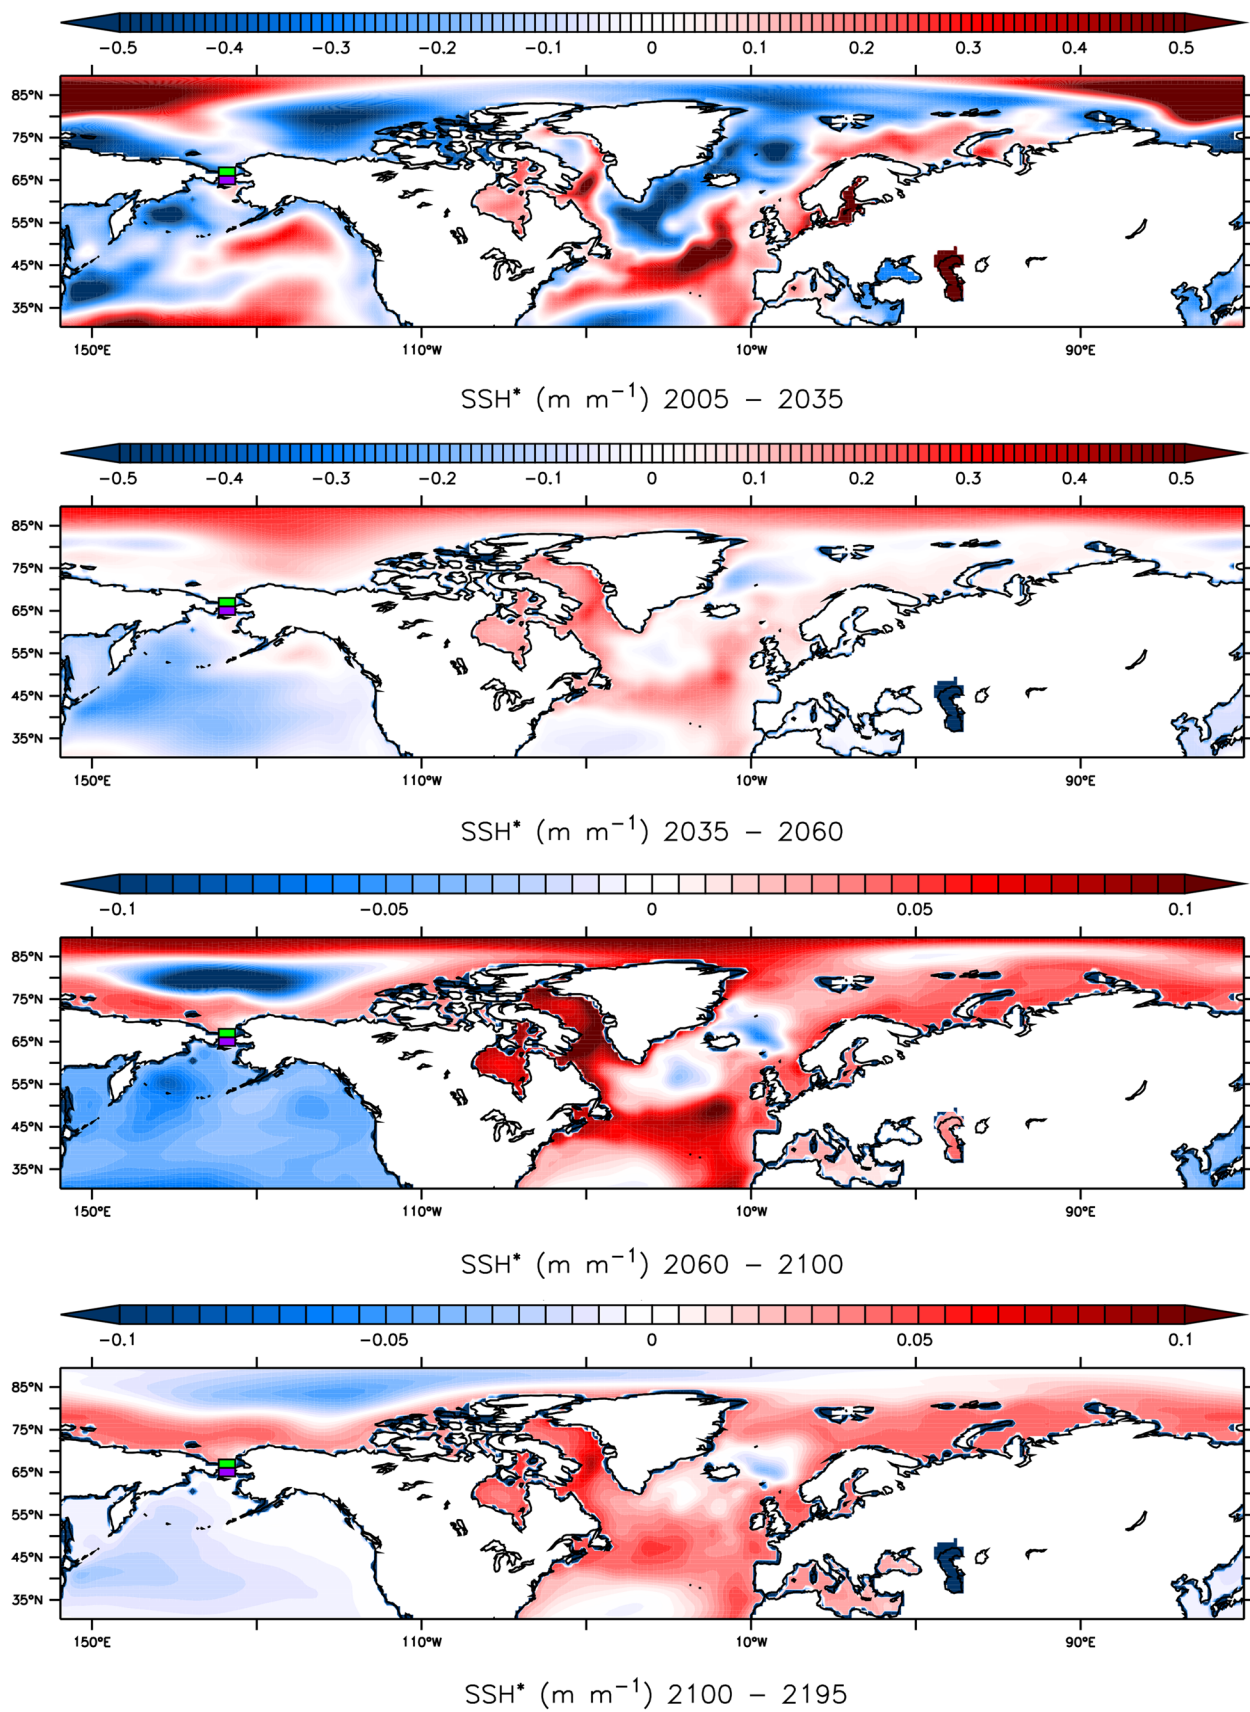 -0.5 -0.4 -0.3 -0.2 -0.1 0 0.1 0.2 0.3 0.4 0.5
85°N
75°N
65°N
55°N
45°N
35°N
150°E 110°W 10°W 90°E
SSH* (m m⁻¹) 2005 – 2035
-0.5 -0.4 -0.3 -0.2 -0.1 0 0.1 0.2 0.3 0.4 0.5
85°N
75°N
65°N
55°N
45°N
35°N
150°E 110°W 10°W 90°E
SSH* (m m⁻¹) 2035 – 2060
-0.1 -0.05 0 0.05 0.1
85°N
75°N
65°N
55°N
45°N
35°N
150°E 110°W 10°W 90°E
SSH* (m m⁻¹) 2060 – 2100
-0.1 -0.05 0 0.05 0.1
85°N
75°N
65°N
55°N
45°N
35°N
150°E 110°W 10°W 90°E
SSH* (m m⁻¹) 2100 – 2195